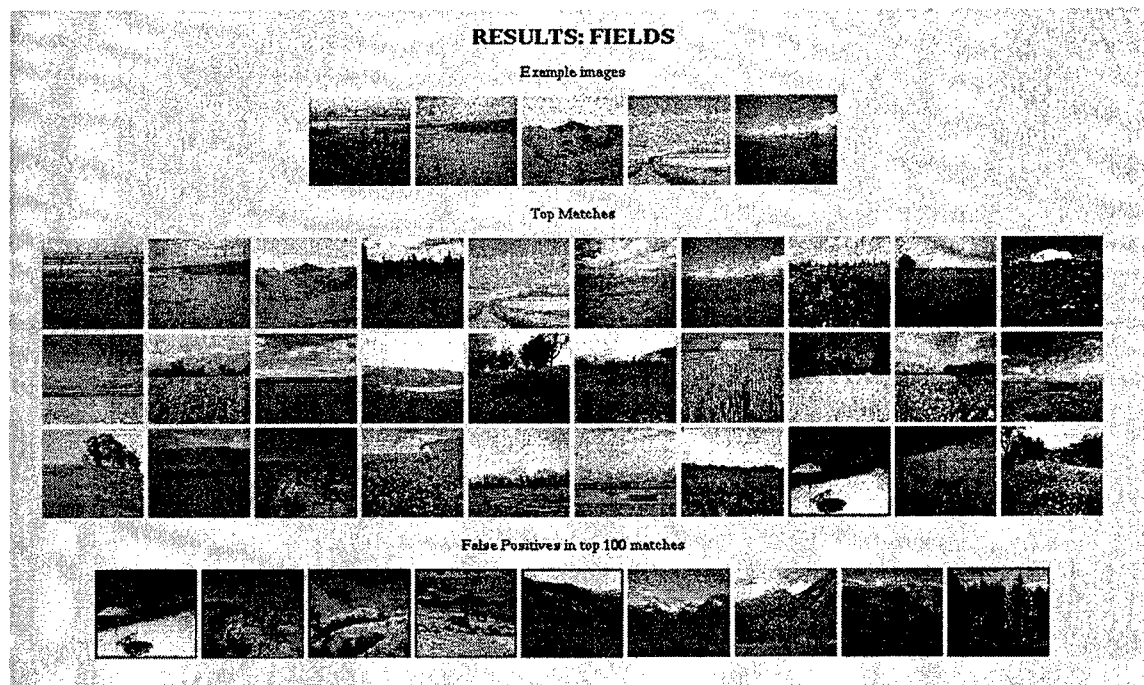 RESULTS: FIELDS
Example images
Top Matches
False Positives in top 100 matches